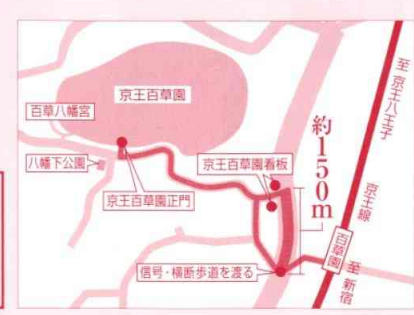 京王百草園
百草八幡宮
八幡下公園
京王百草園正門
京王百草園看板
約150m
信号・横断歩道を渡る
至 京王八王子
京王線
百草園
至 新宿